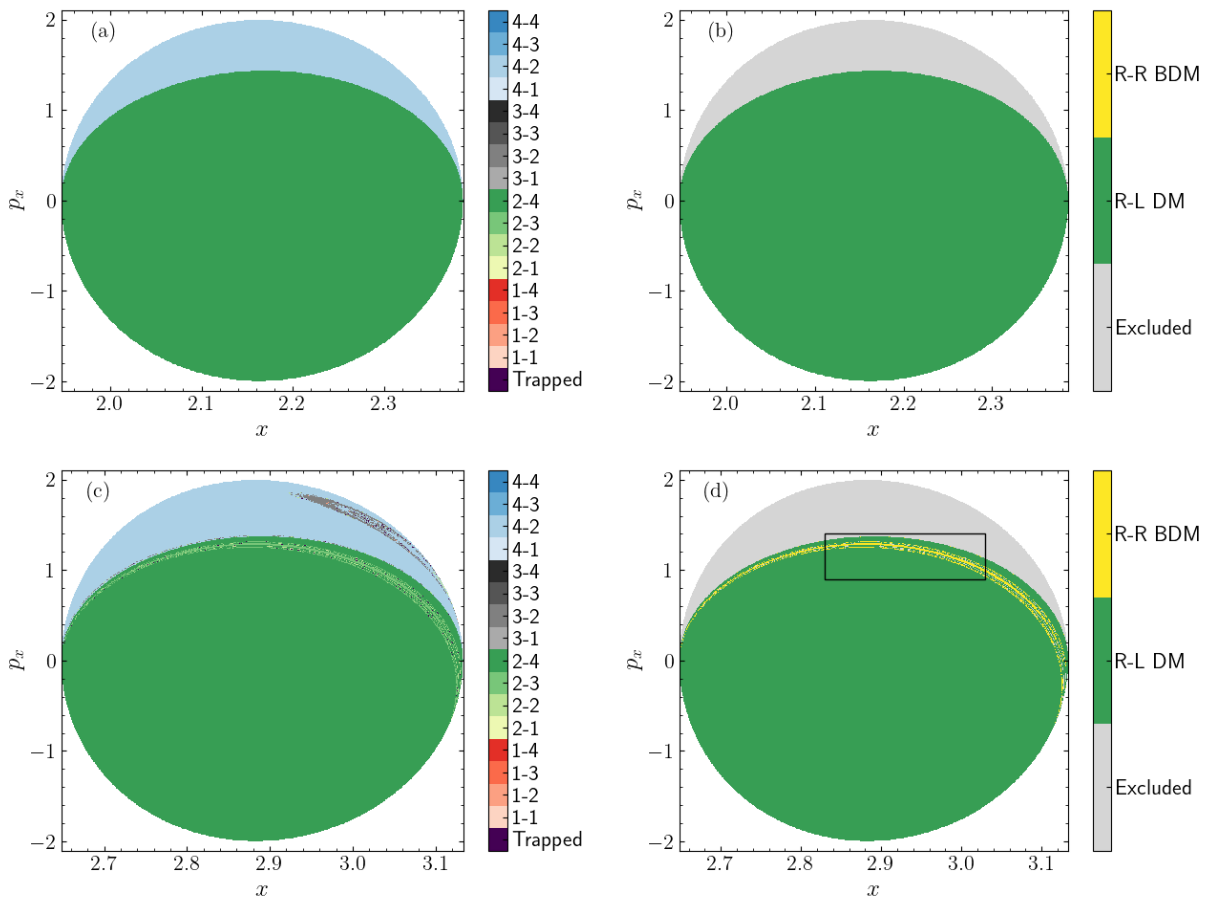 (a)
2
1
0
−1
−2
p_x
2.0 2.1 2.2 2.3
x
4-4
4-3
4-2
4-1
3-4
3-3
3-2
3-1
2-4
2-3
2-2
2-1
1-4
1-3
1-2
1-1
Trapped
(b)
2
1
0
−1
−2
p_x
2.0 2.1 2.2 2.3
x
R-R BDM
R-L DM
Excluded
(c)
2
1
0
−1
−2
p_x
2.7 2.8 2.9 3.0 3.1
x
4-4
4-3
4-2
4-1
3-4
3-3
3-2
3-1
2-4
2-3
2-2
2-1
1-4
1-3
1-2
1-1
Trapped
(d)
2
1
0
−1
−2
p_x
2.7 2.8 2.9 3.0 3.1
x
R-R BDM
R-L DM
Excluded